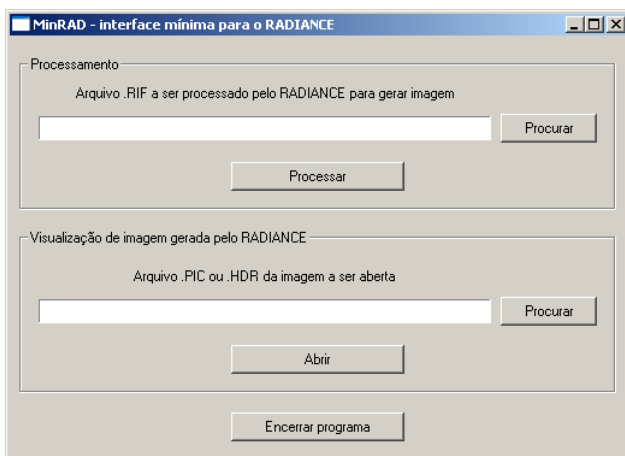 MinRAD - interface mínima para o RADIANCE
Processamento
Arquivo .RIF a ser processado pelo RADIANCE para gerar imagem
Procurar
Processar
Visualização de imagem gerada pelo RADIANCE
Arquivo .PIC ou .HDR da imagem a ser aberta
Procurar
Abrir
Encerrar programa